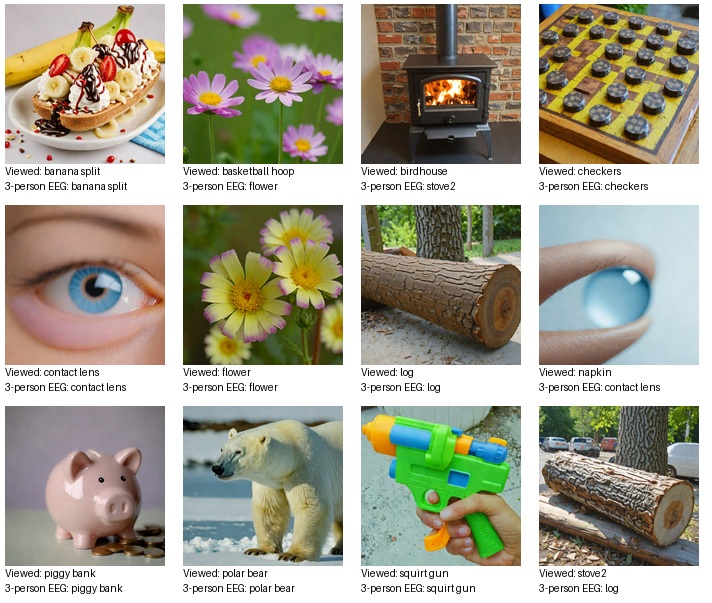 Viewed: banana split
3-person EEG: banana split
Viewed: basketball hoop
3-person EEG: flower
Viewed: birdhouse
3-person EEG: stove2
Viewed: checkers
3-person EEG: checkers
Viewed: contact lens
3-person EEG: contact lens
Viewed: flower
3-person EEG: flower
Viewed: log
3-person EEG: log
Viewed: napkin
3-person EEG: contact lens
Viewed: piggy bank
3-person EEG: piggy bank
Viewed: polar bear
3-person EEG: polar bear
Viewed: squirt gun
3-person EEG: squirt gun
Viewed: stove2
3-person EEG: log